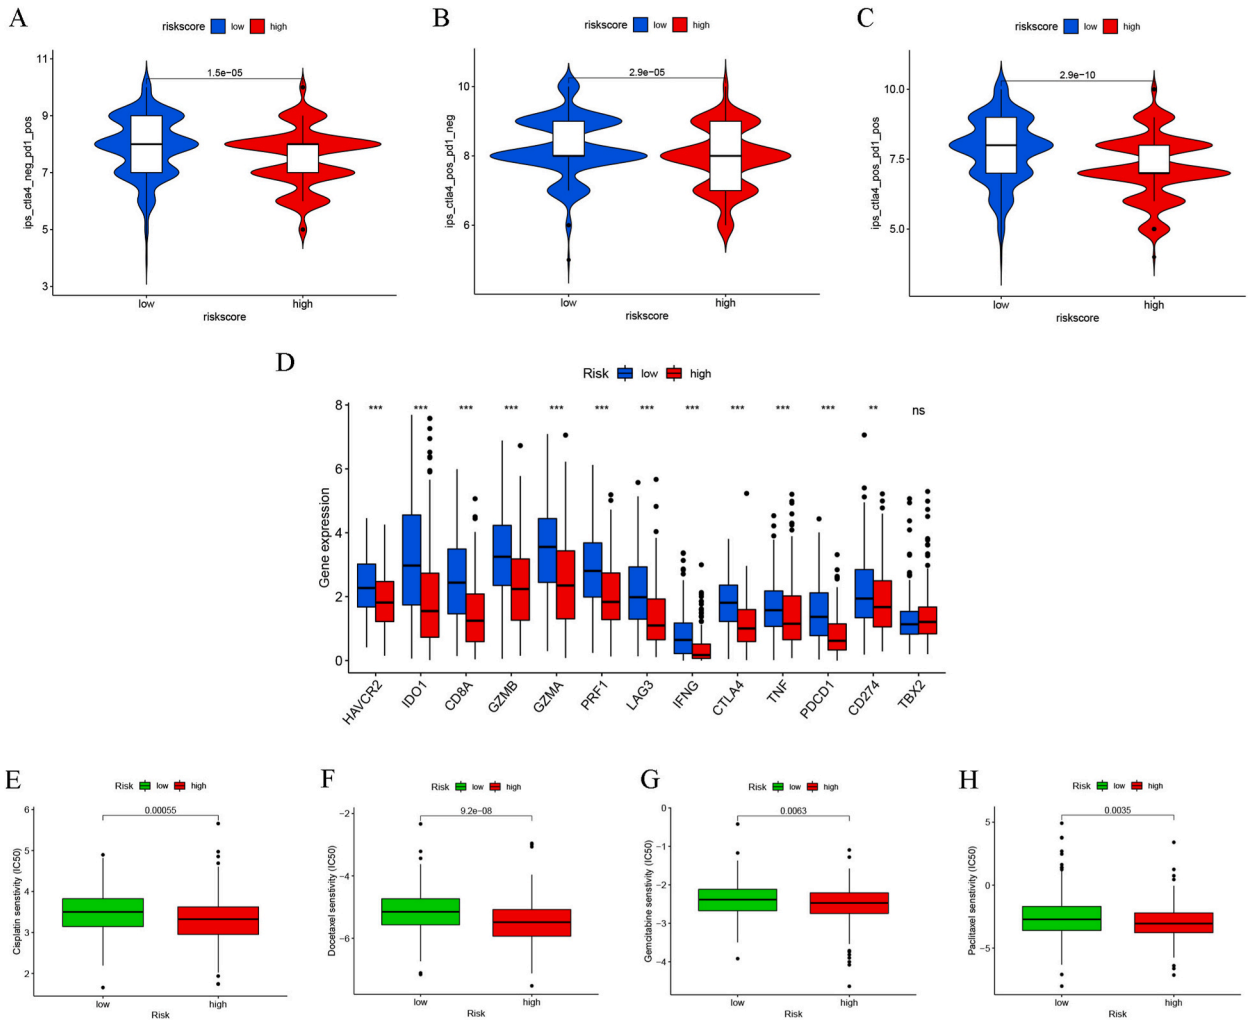 A
riskscore low high
1.5e−05
11
9
7
5
3
ips_ctla4_neg_pd1_pos
low high
riskscore
B
riskscore low high
2.9e−05
10
8
6
ips_ctla4_pos_pd1_neg
low high
riskscore
C
riskscore low high
2.9e−10
10.0
7.5
5.0
ips_ctla4_pos_pd1_pos
low high
riskscore
D
Risk low high
*** *** *** *** *** *** *** *** *** *** *** ** ns
8
6
4
2
0
Gene expression
HAVCR2 IDO1 CD8A GZMB GZMA PRF1 LAG3 IFNG CTLA4 TNF PDCD1 CD274 TBX2
E
Risk low high
0.00055
6
5
4
3
2
Cisplatin senstivity (IC50)
low high
Risk
F
Risk low high
9.2e−08
−2
−4
−6
Docetaxel senstivity (IC50)
low high
Risk
G
Risk low high
0.0063
0
−1
−2
−3
−4
Gemcitabine senstivity (IC50)
low high
Risk
H
Risk low high
0.0035
5
0
−5
Paclitaxel senstivity (IC50)
low high
Risk